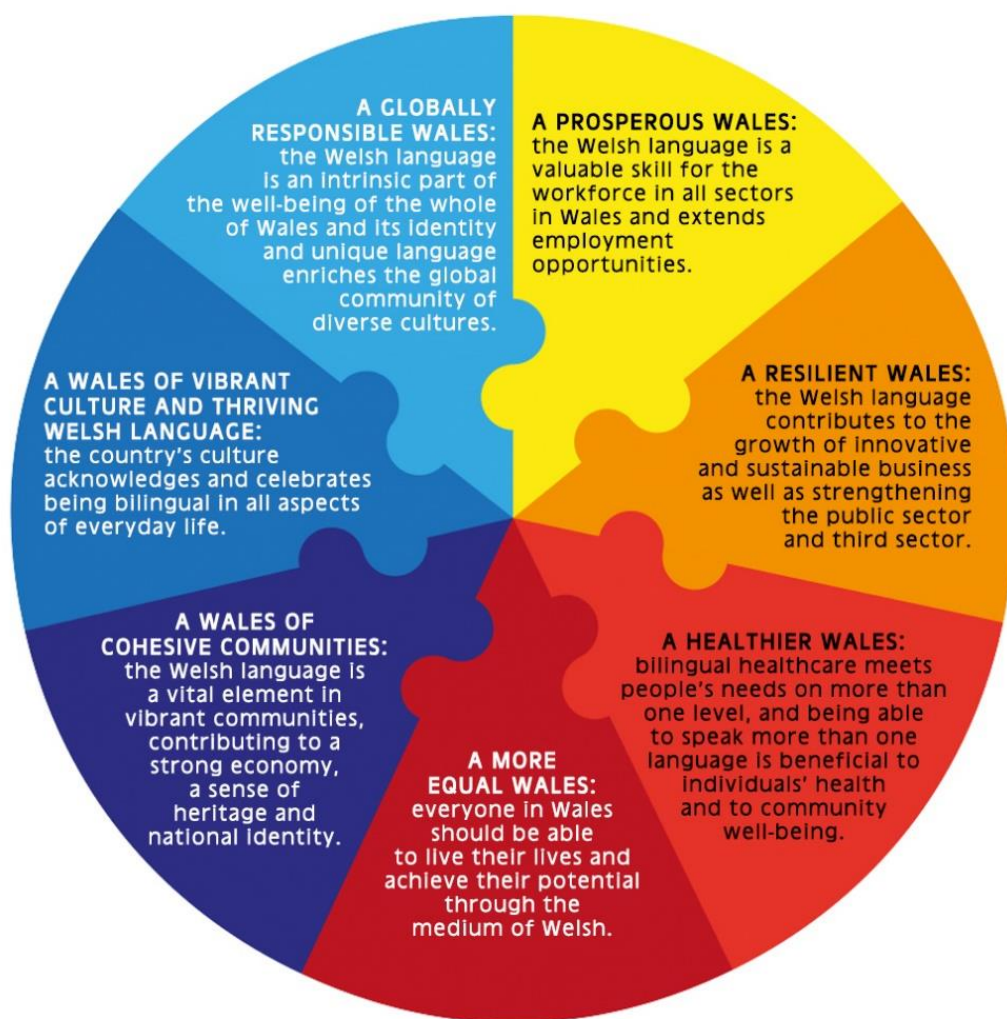 A GLOBALLY
RESPONSIBLE WALES:
the Welsh language
is an intrinsic part of
the well-being of the whole
of Wales and its identity
and unique language
enriches the global
community of
diverse cultures.
A PROSPEROUS WALES:
the Welsh language is a
valuable skill for the
workforce in all sectors
in Wales and extends
employment
opportunities.
A RESILIENT WALES:
the Welsh language
contributes to the
growth of innovative
and sustainable business
as well as strengthening
the public sector
and third sector.
A HEALTHIER WALES:
bilingual healthcare meets
people's needs on more than
one level, and being able
to speak more than one
language is beneficial to
individuals' health
and to community
well-being.
A MORE
EQUAL WALES:
everyone in Wales
should be able
to live their lives and
achieve their potential
through the
medium of Welsh.
A WALES OF
COHESIVE COMMUNITIES:
the Welsh language is
a vital element in
vibrant communities,
contributing to a
strong economy,
a sense of
heritage and
national identity.
A WALES OF VIBRANT
CULTURE AND THRIVING
WELSH LANGUAGE:
the country's culture
acknowledges and celebrates
being bilingual in all aspects
of everyday life.